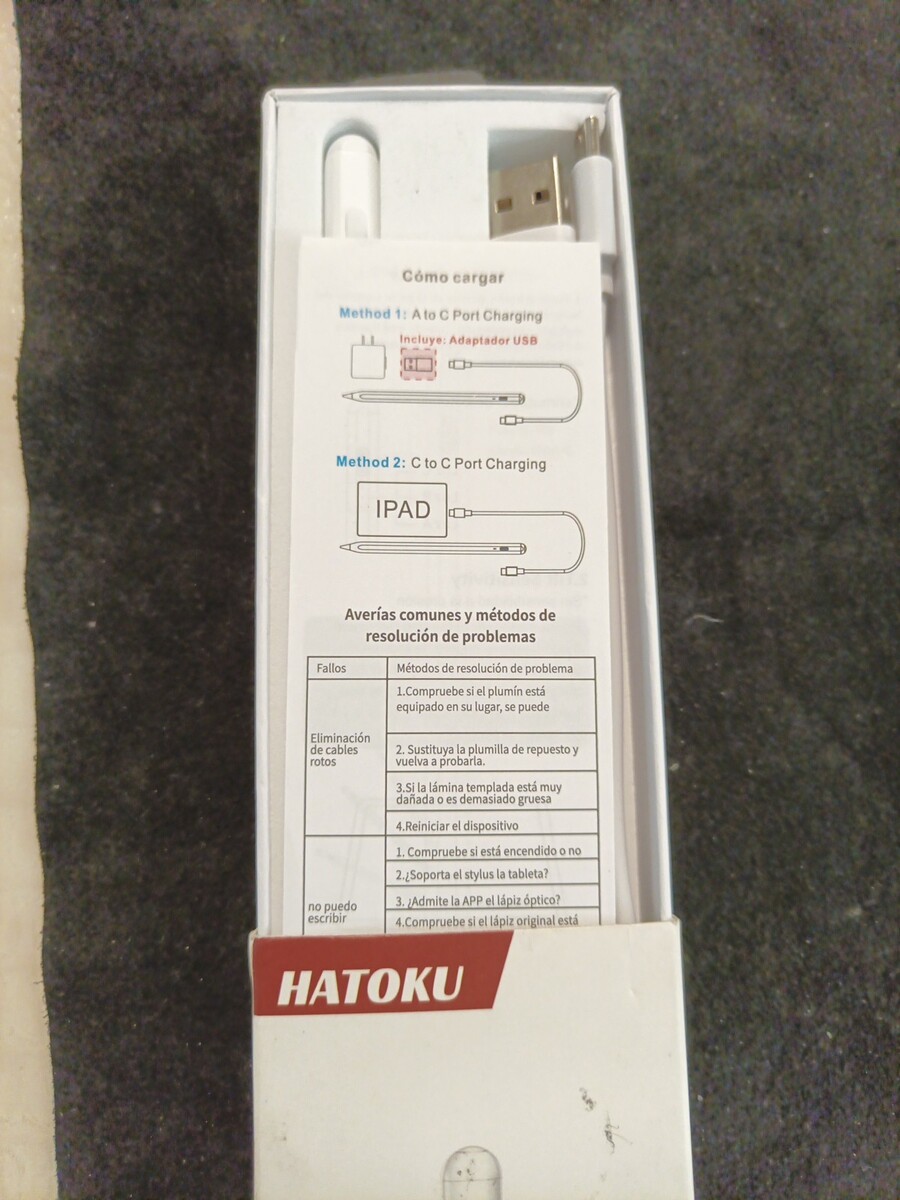 Cómo cargar
Method 1: A to C Port Charging
Incluye: Adaptador USB
Method 2: C to C Port Charging
IPAD
Averías comunes y métodos de
resolución de problemas
Fallos
Métodos de resolución de problema
Eliminación
de cables
rotos
1.Compruebe si el plumín está
equipado en su lugar, se puede
2. Sustituya la plumilla de repuesto y
vuelva a probarla.
3.Si la lámina templada está muy
dañada o es demasiado gruesa
4.Reiniciar el dispositivo
no puedo
escribir
1. Compruebe si está encendido o no
2.¿Soporta el stylus la tableta?
3. ¿Admite la APP el lápiz óptico?
4.Compruebe si el lápiz original está
HATOKU